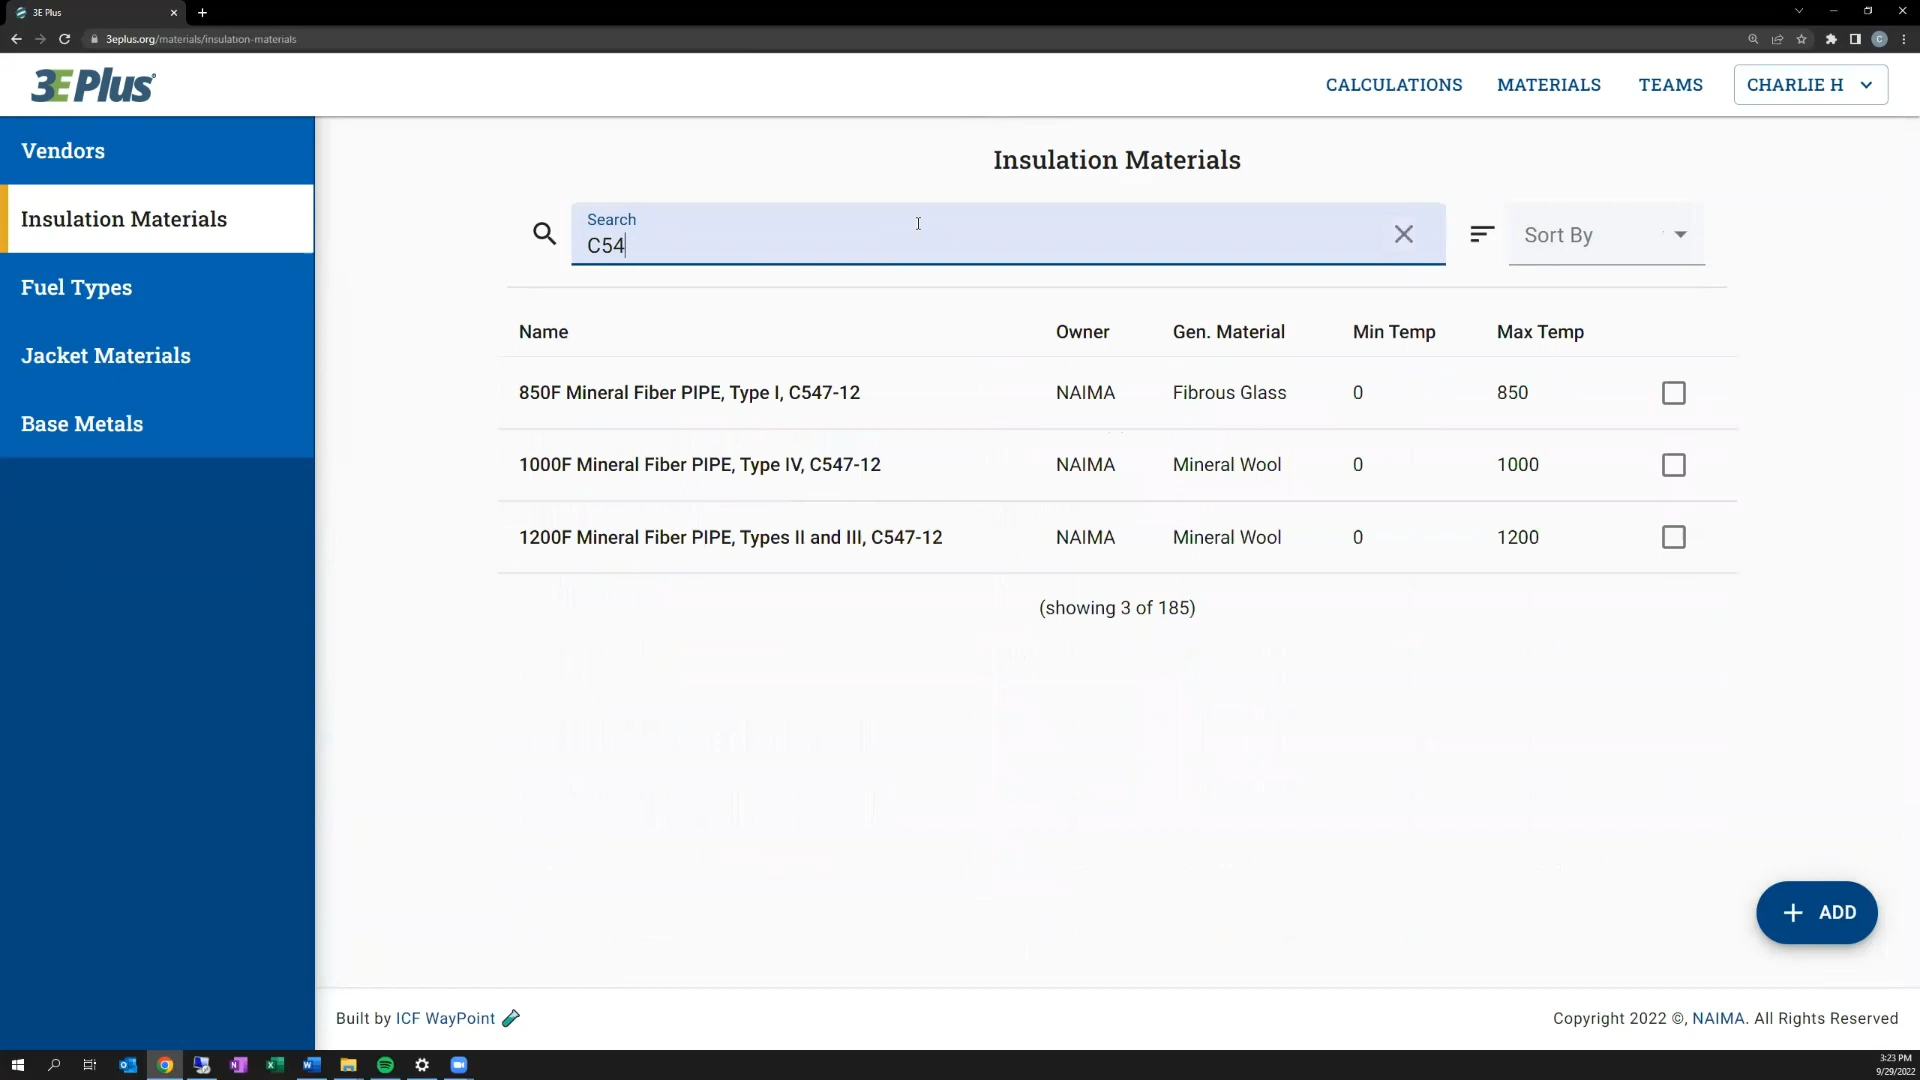 3E Plus
3eplus.org/materials/insulation-materials
3E Plus
CALCULATIONS
MATERIALS
TEAMS
CHARLIE H
Vendors
Insulation Materials
Fuel Types
Jacket Materials
Base Metals
Insulation Materials
Search
C54
Sort By
Name Owner Gen. Material Min Temp Max Temp
850F Mineral Fiber PIPE, Type I, C547-12 NAIMA Fibrous Glass 0 850
1000F Mineral Fiber PIPE, Type IV, C547-12 NAIMA Mineral Wool 0 1000
1200F Mineral Fiber PIPE, Types II and III, C547-12 NAIMA Mineral Wool 0 1200
(showing 3 of 185)
+ ADD
Built by ICF WayPoint
Copyright 2022 ©, NAIMA. All Rights Reserved
3:23 PM
9/29/2022